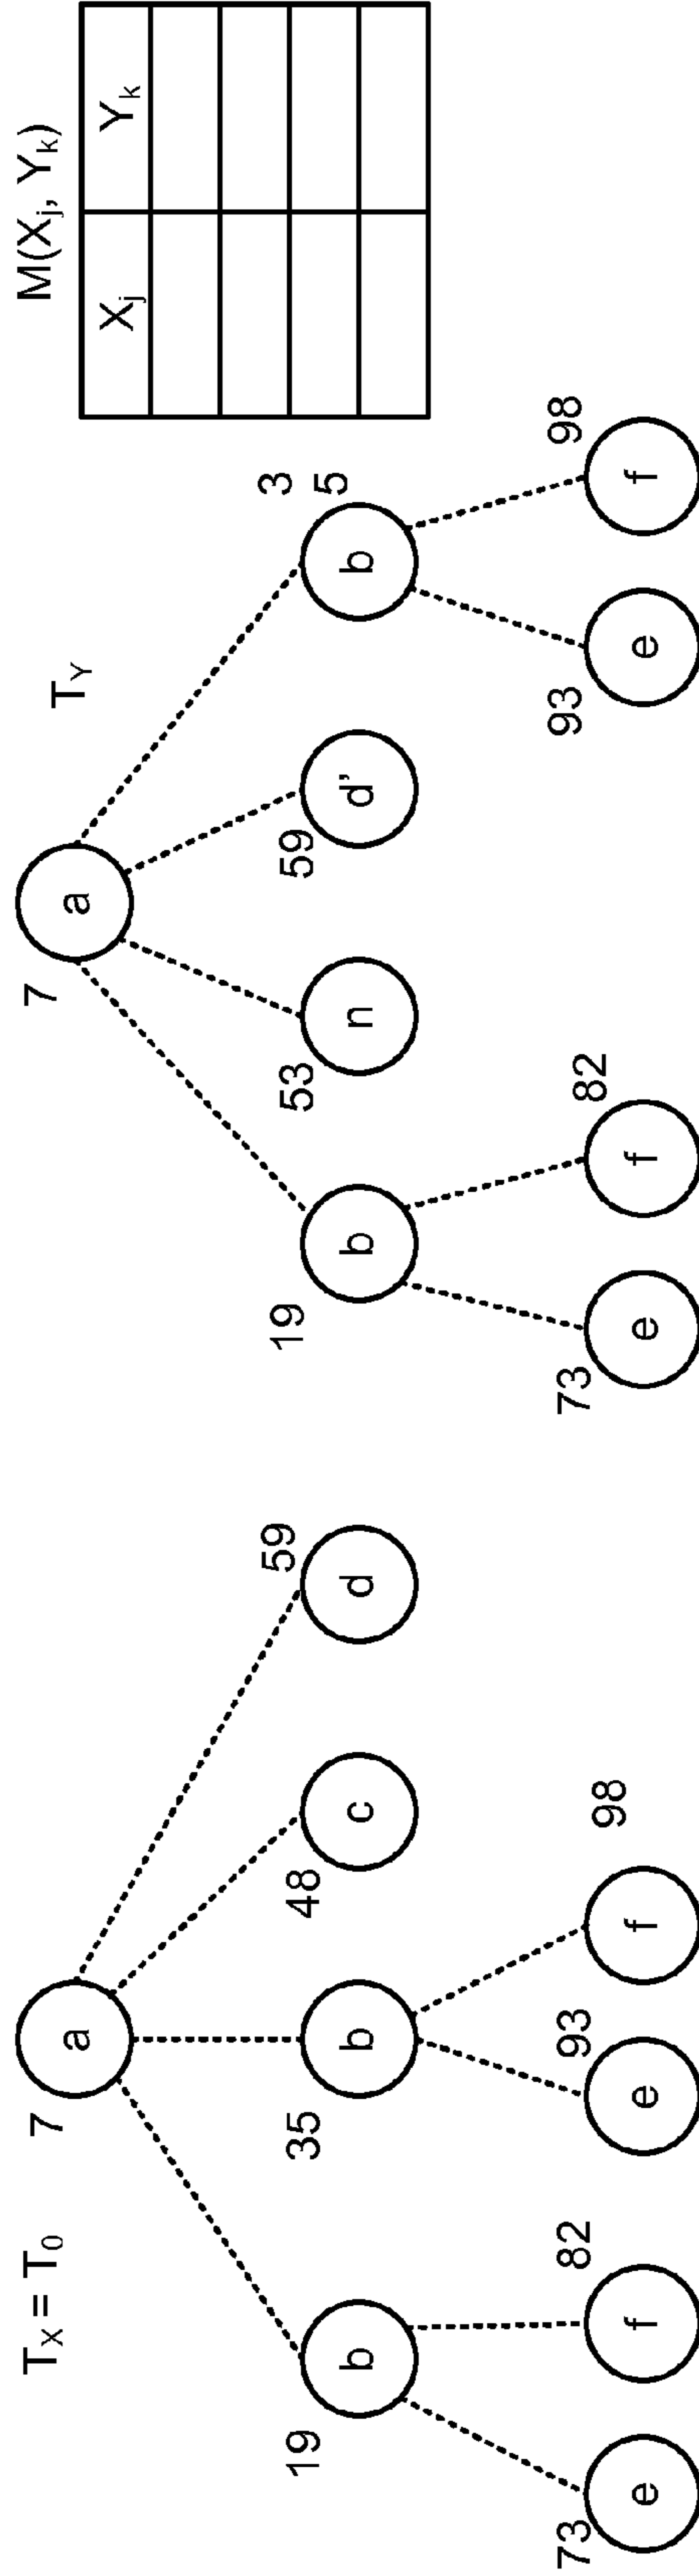 T_X = T_0
7
a
19
b
35
b
48
c
59
d
73
e
82
f
93
e
98
f
T_Y
7
a
19
b
53
n
59
d'
3
5
b
73
e
82
f
93
e
98
f
M(X_j, Y_k)
X_j Y_k